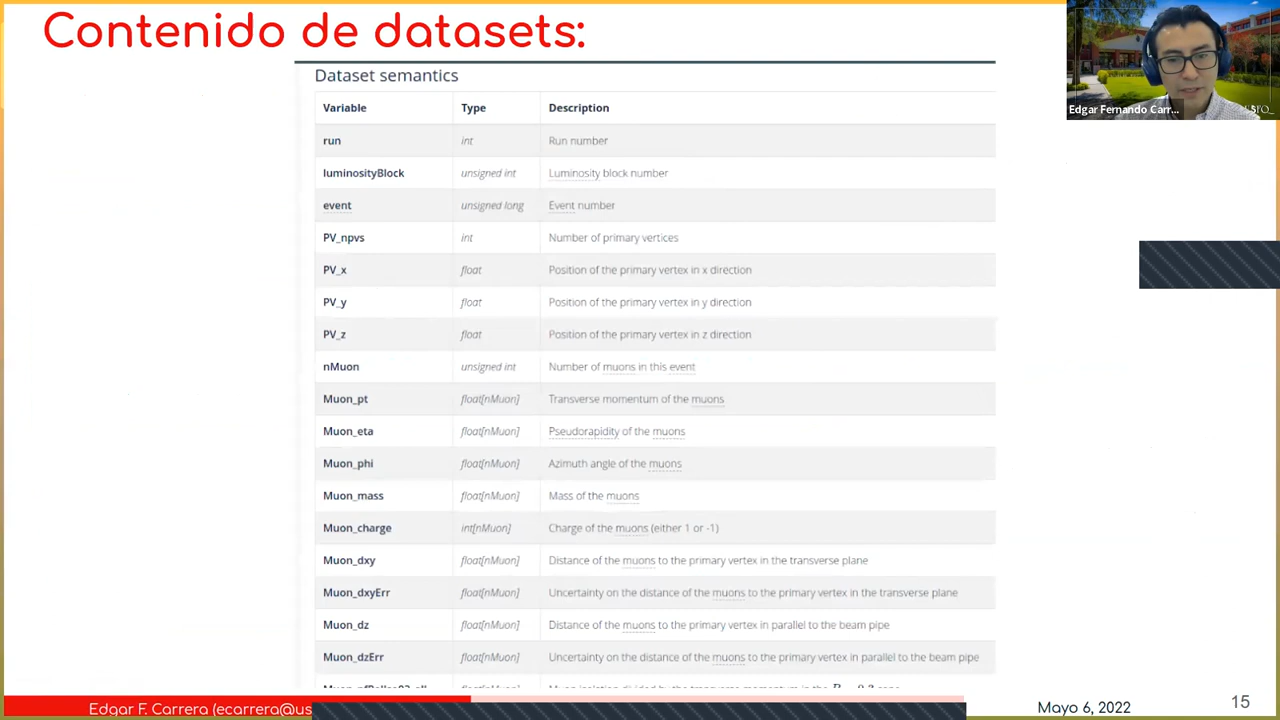 Contenido de datasets:
Edgar Fernando Carr...
Dataset semantics
Variable Type Description
run int Run number
luminosityBlock unsigned int Luminosity block number
event unsigned long Event number
PV_npvs int Number of primary vertices
PV_x float Position of the primary vertex in x direction
PV_y float Position of the primary vertex in y direction
PV_z float Position of the primary vertex in z direction
nMuon unsigned int Number of muons in this event
Muon_pt float[nMuon] Transverse momentum of the muons
Muon_eta float[nMuon] Pseudorapidity of the muons
Muon_phi float[nMuon] Azimuth angle of the muons
Muon_mass float[nMuon] Mass of the muons
Muon_charge int[nMuon] Charge of the muons (either 1 or -1)
Muon_dxy float[nMuon] Distance of the muons to the primary vertex in the transverse plane
Muon_dxyErr float[nMuon] Uncertainty on the distance of the muons to the primary vertex in the transverse plane
Muon_dz float[nMuon] Distance of the muons to the primary vertex in parallel to the beam pipe
Muon_dzErr float[nMuon] Uncertainty on the distance of the muons to the primary vertex in parallel to the beam pipe
Edgar F. Carrera (ecarrera@us
Mayo 6, 2022
15